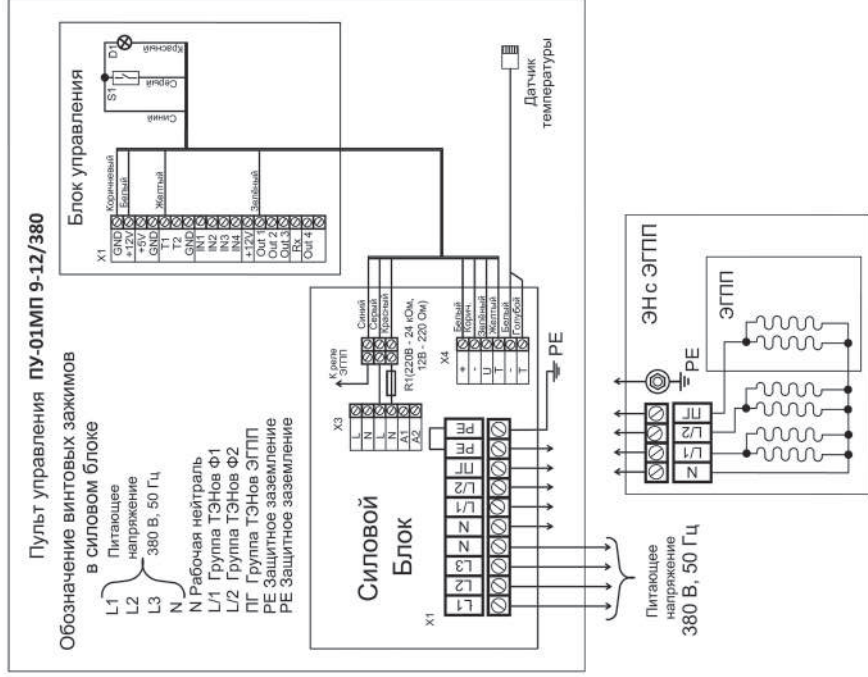 Пульт управления ПУ-01МП 9-12/380
Обозначение винтовых зажимов
в силовом блоке
L1
L2
L3
N
Питающее
напряжение
380 В, 50 Гц
N Рабочая нейтраль
L/1 Группа ТЭНов Ф1
L/2 Группа ТЭНов Ф2
ПГ Группа ТЭНов ЭГПП
PE Защитное заземление
PE Защитное заземление
Блок управления
X1
GND
+12V
+5V
GND
T1
T2
GND
IN1
IN2
IN3
IN4
+12V
Out 1
Out 2
Out 3
Rx
Out 4
Коричневый
Белый
Желтый
Зелёный
S1
D1
Синий
Серый
Красный
Силовой
Блок
X3
L
N
L
N
A1
A2
К реле
ЭГПП
Синий
Серый
Красный
R1(220В - 24 кОм,
12В - 220 Ом)
X4
+
-
U
T
-
T
Белый
Корич.
Зелёный
Желтый
Белый
Голубой
Датчик
температуры
X1
L1
L2
L3
N
N
L/1
L/2
ПГ
PE
PE
PE
Питающее
напряжение
380 В, 50 Гц
ЭН с ЭГПП
N
L/1
L/2
ПГ
PE
ЭГПП